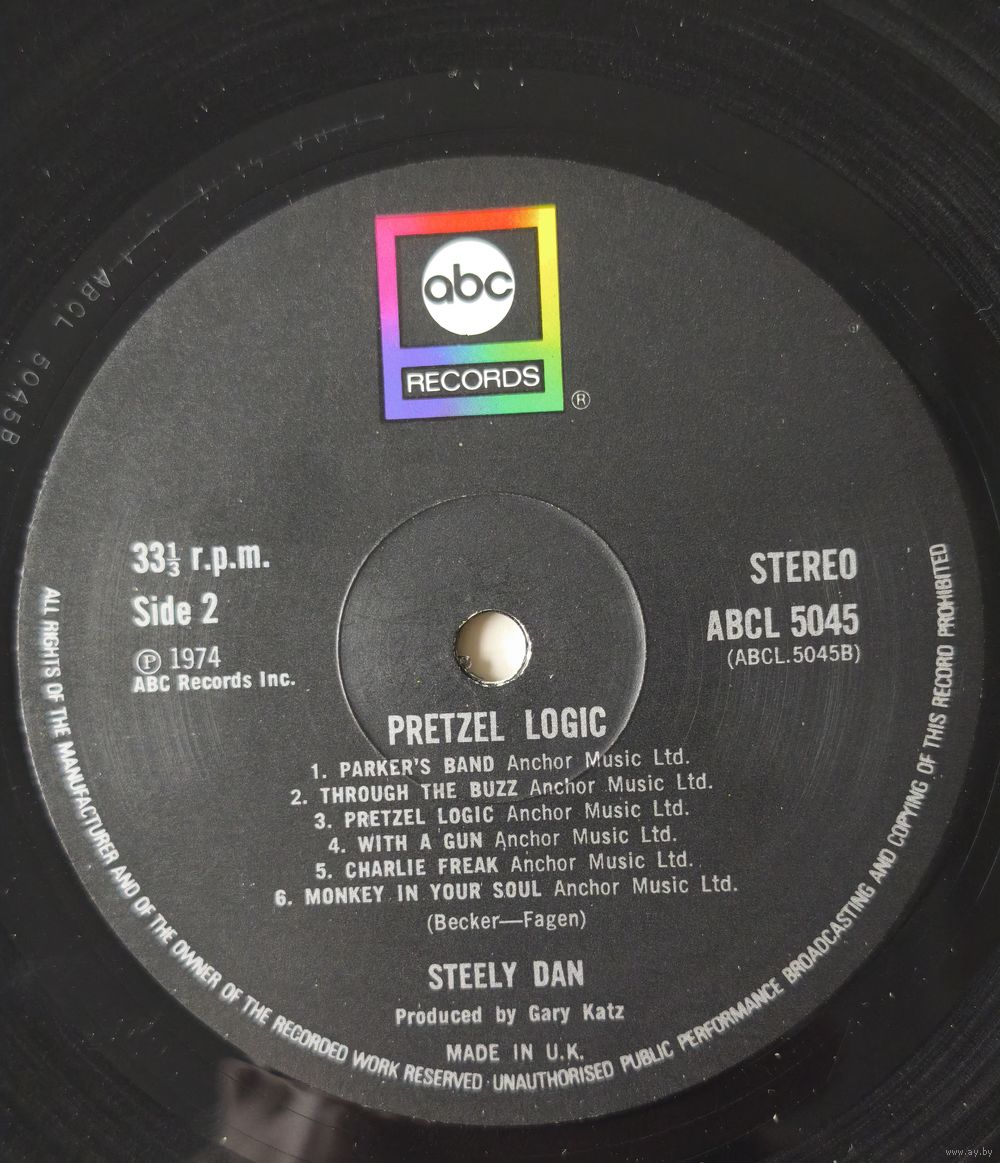 abc
RECORDS
®
33⅓ r.p.m.
Side 2
℗ 1974
ABC Records Inc.
STEREO
ABCL 5045
(ABCL.5045B)
PRETZEL LOGIC
1. PARKER'S BAND Anchor Music Ltd.
2. THROUGH THE BUZZ Anchor Music Ltd.
3. PRETZEL LOGIC Anchor Music Ltd.
4. WITH A GUN Anchor Music Ltd.
5. CHARLIE FREAK Anchor Music Ltd.
6. MONKEY IN YOUR SOUL Anchor Music Ltd.
(Becker—Fagen)
STEELY DAN
Produced by Gary Katz
MADE IN U.K.
ALL RIGHTS OF THE MANUFACTURER AND OF THE OWNER OF THE RECORDED WORK RESERVED · UNAUTHORISED PUBLIC PERFORMANCE BROADCASTING AND COPYING OF THIS RECORD PROHIBITED
ABCL 5045B
www.ay.by